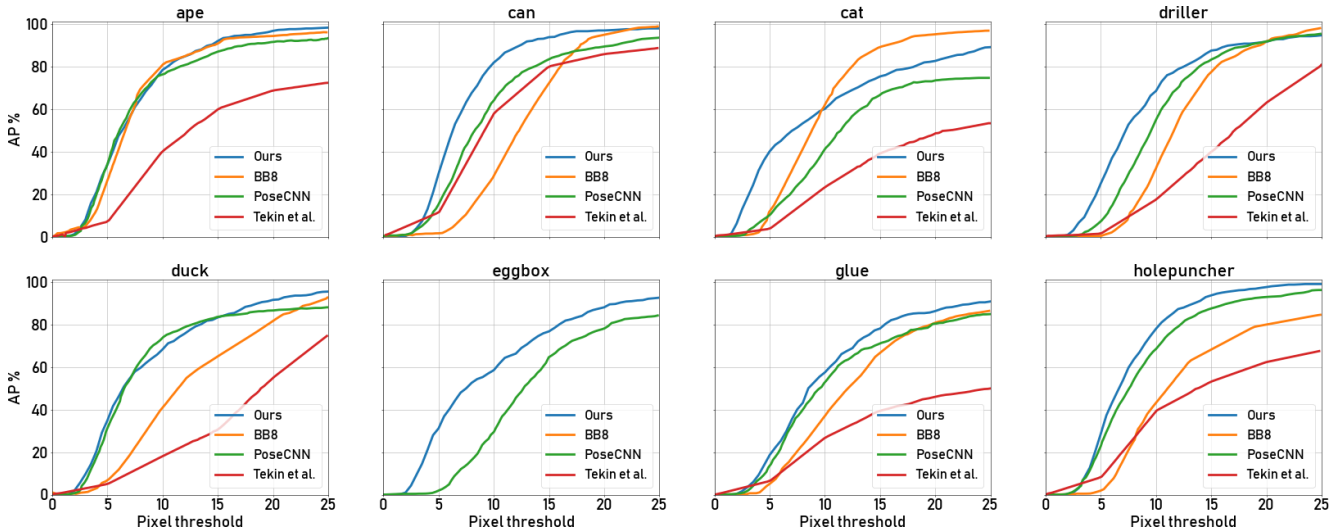 ape
can
cat
driller
AP %
100
80
60
40
20
0
Ours
BB8
PoseCNN
Tekin et al.
Ours
BB8
PoseCNN
Tekin et al.
Ours
BB8
PoseCNN
Tekin et al.
Ours
BB8
PoseCNN
Tekin et al.
duck
eggbox
glue
holepuncher
AP %
100
80
60
40
20
0
Ours
BB8
PoseCNN
Tekin et al.
Ours
BB8
PoseCNN
Tekin et al.
Ours
BB8
PoseCNN
Tekin et al.
Ours
BB8
PoseCNN
Tekin et al.
0 5 10 15 20 25
0 5 10 15 20 25
0 5 10 15 20 25
0 5 10 15 20 25
Pixel threshold
Pixel threshold
Pixel threshold
Pixel threshold